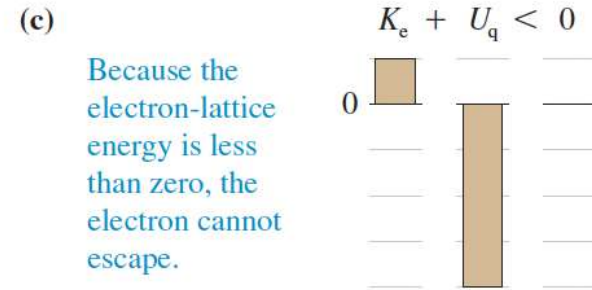 (c)
K_e + U_q < 0
Because the
electron-lattice
energy is less
than zero, the
electron cannot
escape.
0